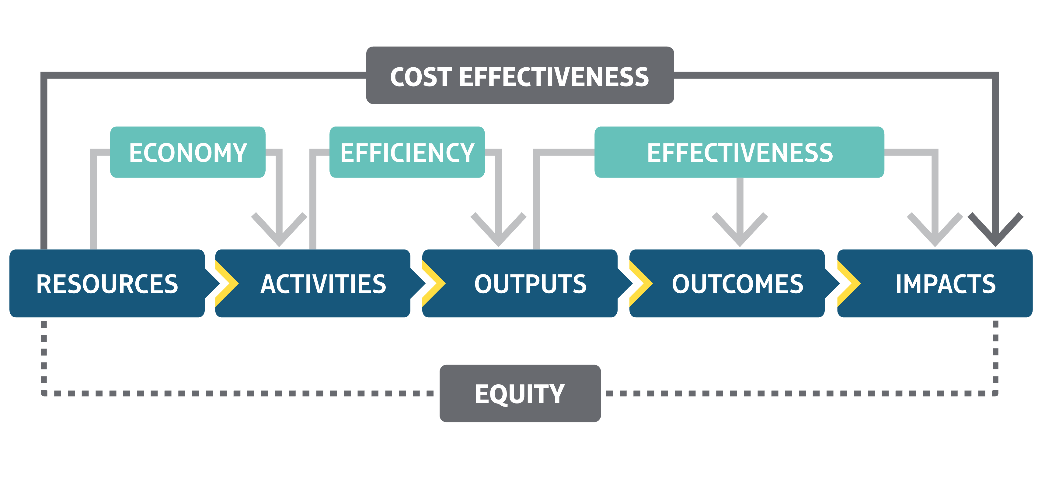 COST EFFECTIVENESS
ECONOMY
EFFICIENCY
EFFECTIVENESS
RESOURCES
ACTIVITIES
OUTPUTS
OUTCOMES
IMPACTS
EQUITY